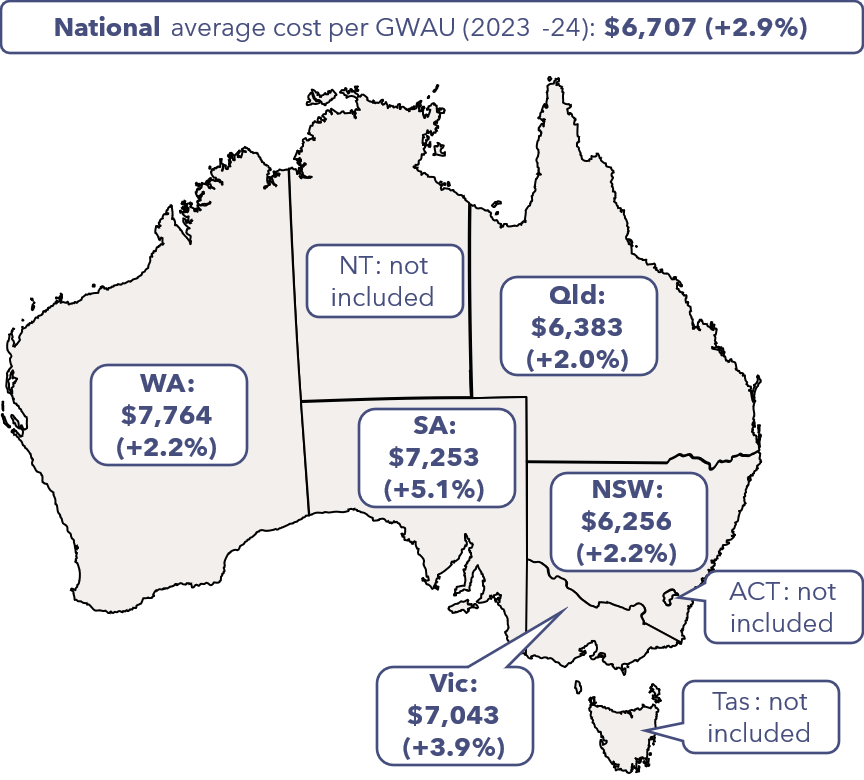 National average cost per GWAU (2023 -24): $6,707 (+2.9%)
NT: not
included
Qld:
$6,383
(+2.0%)
WA:
$7,764
(+2.2%)
SA:
$7,253
(+5.1%)
NSW:
$6,256
(+2.2%)
ACT: not
included
Vic:
$7,043
(+3.9%)
Tas: not
included